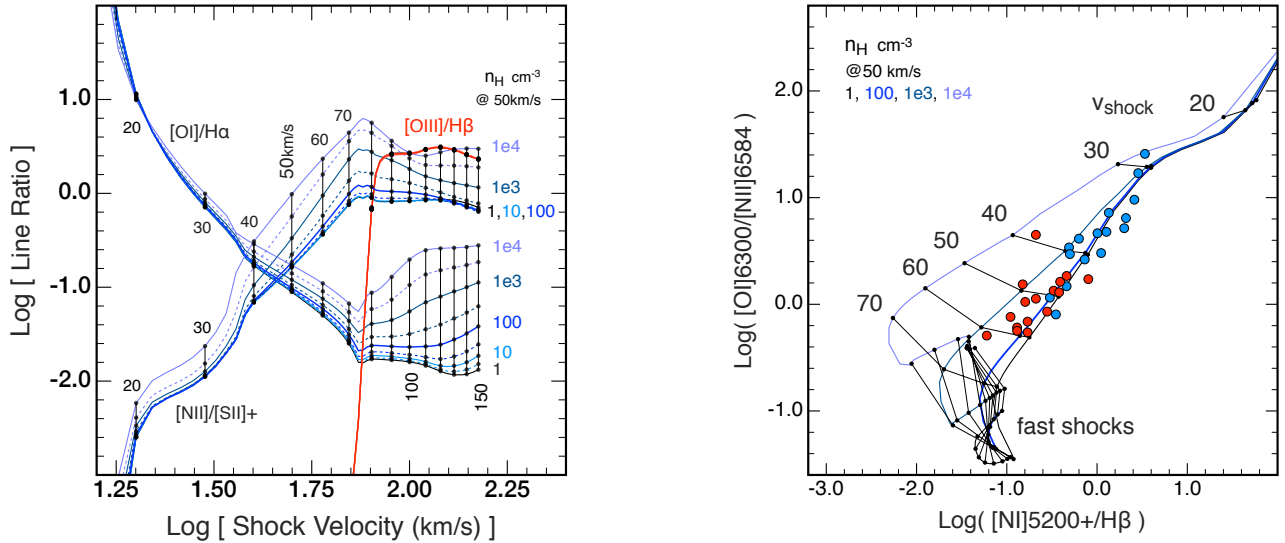 n_H cm-3
@ 50km/s
1.0
0.0
-1.0
-2.0
Log [ Line Ratio ]
20
[OI]/Hα
30
40
50km/s
60
70
[OIII]/Hβ
1e4
1e3
1,10,100
1e4
1e3
100
10
1
30
20
[NII]/[SII]+
100
150
1.25 1.50 1.75 2.00 2.25
Log [ Shock Velocity (km/s) ]
n_H cm-3
@50 km/s
1, 100, 1e3, 1e4
2.0
1.0
0.0
-1.0
Log( [OI]6300/[NII]6584 )
v_shock
20
30
40
50
60
70
fast shocks
-3.0 -2.0 -1.0 0.0 1.0
Log( [NI]5200+/Hβ )